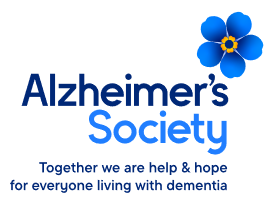 Alzheimer's
Society
Together we are help & hope
for everyone living with dementia